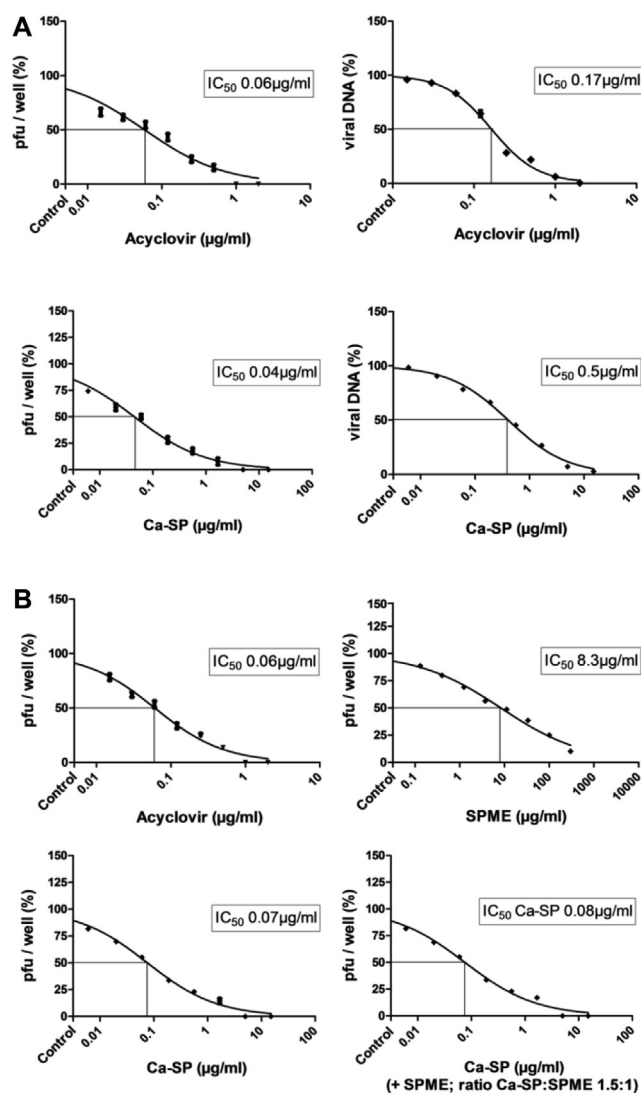 A
pfu / well (%)
150
100
50
0
IC50 0.06µg/ml
Control
0.01
0.1
1
10
Acyclovir (µg/ml)
viral DNA (%)
150
100
50
0
IC50 0.17µg/ml
Control
0.1
1
10
Acyclovir (µg/ml)
pfu / well (%)
150
125
100
75
50
25
0
IC50 0.04µg/ml
Control
0.01
0.1
1
10
100
Ca-SP (µg/ml)
viral DNA (%)
150
100
50
0
IC50 0.5µg/ml
Control
0.01
0.1
1
10
100
Ca-SP (µg/ml)
B
pfu / well (%)
150
100
50
0
IC50 0.06µg/ml
Control
0.01
0.1
1
10
Acyclovir (µg/ml)
pfu / well (%)
150
125
100
75
50
25
0
IC50 8.3µg/ml
Control
0.1
1
10
100
1000
10000
SPME (µg/ml)
pfu / well (%)
150
125
100
75
50
25
0
IC50 0.07µg/ml
Control
0.01
0.1
1
10
100
Ca-SP (µg/ml)
pfu / well (%)
150
125
100
75
50
25
0
IC50 Ca-SP 0.08µg/ml
Control
0.01
0.1
1
10
100
Ca-SP (µg/ml)
(+ SPME; ratio Ca-SP:SPME 1.5:1)